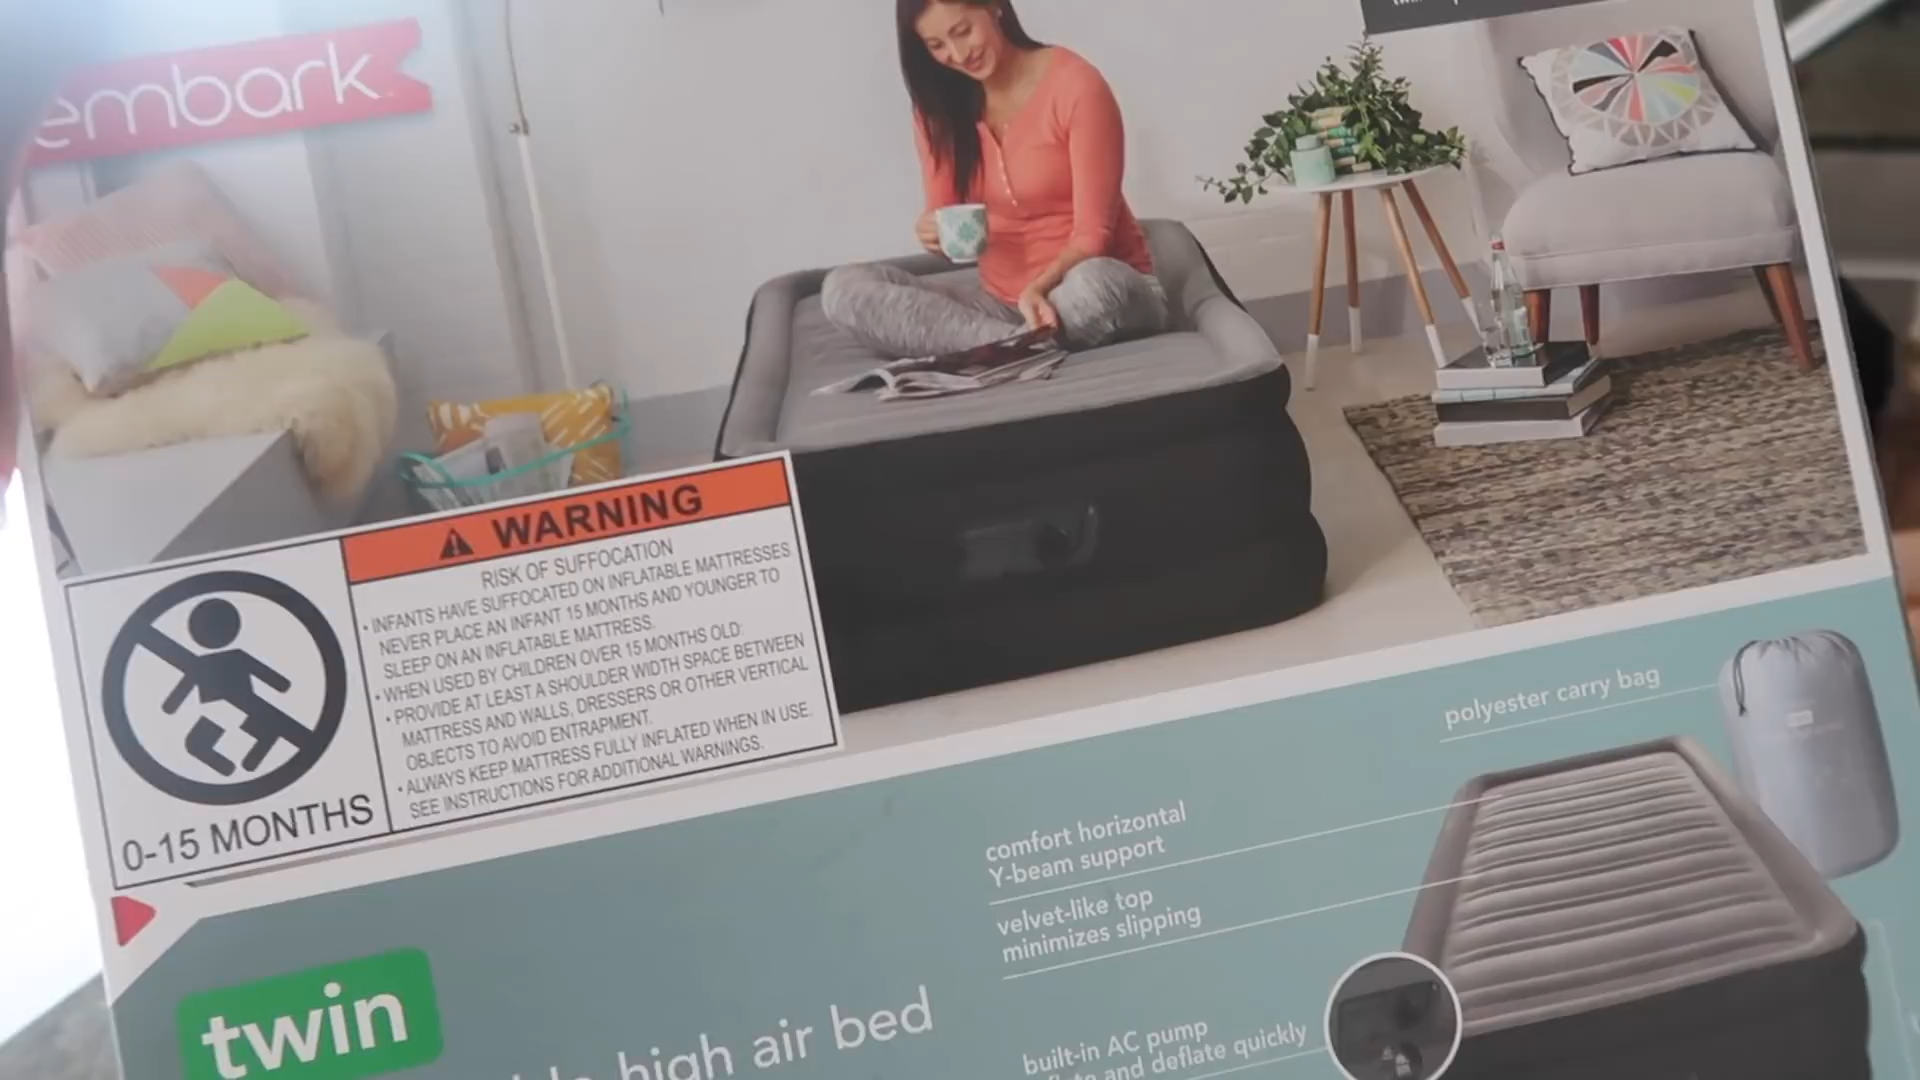 embark
WARNING
RISK OF SUFFOCATION
• INFANTS HAVE SUFFOCATED ON INFLATABLE MATTRESSES
NEVER PLACE AN INFANT 15 MONTHS AND YOUNGER TO
SLEEP ON AN INFLATABLE MATTRESS.
• WHEN USED BY CHILDREN OVER 15 MONTHS OLD:
• PROVIDE AT LEAST A SHOULDER WIDTH SPACE BETWEEN
MATTRESS AND WALLS, DRESSERS OR OTHER VERTICAL
OBJECTS TO AVOID ENTRAPMENT.
• ALWAYS KEEP MATTRESS FULLY INFLATED WHEN IN USE.
SEE INSTRUCTIONS FOR ADDITIONAL WARNINGS.
0-15 MONTHS
polyester carry bag
comfort horizontal
Y-beam support
velvet-like top
minimizes slipping
built-in AC pump
and deflate quickly
twin
high air bed